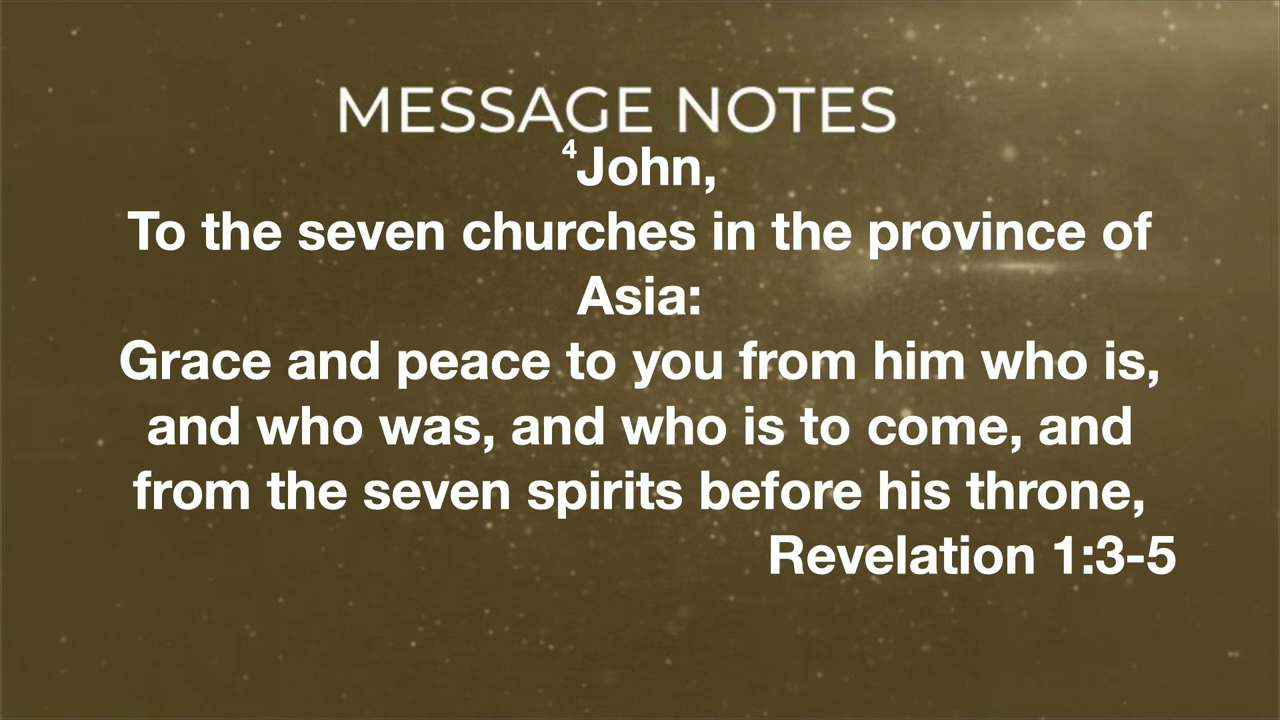 MESSAGE NOTES
4John,
To the seven churches in the province of
Asia:
Grace and peace to you from him who is,
and who was, and who is to come, and
from the seven spirits before his throne,
Revelation 1:3-5